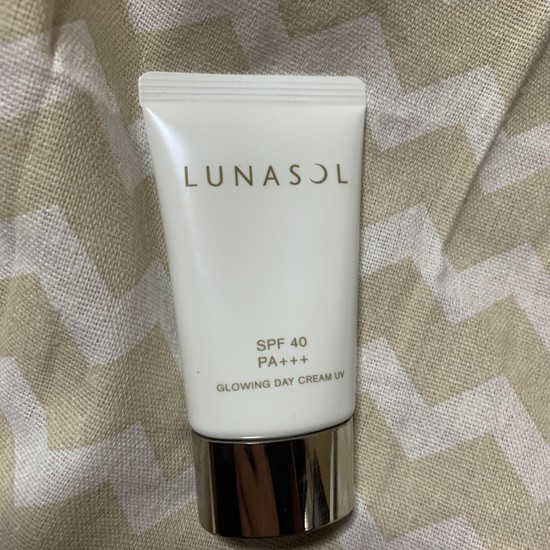 LUNASOL
SPF 40
PA+++
GLOWING DAY CREAM UV